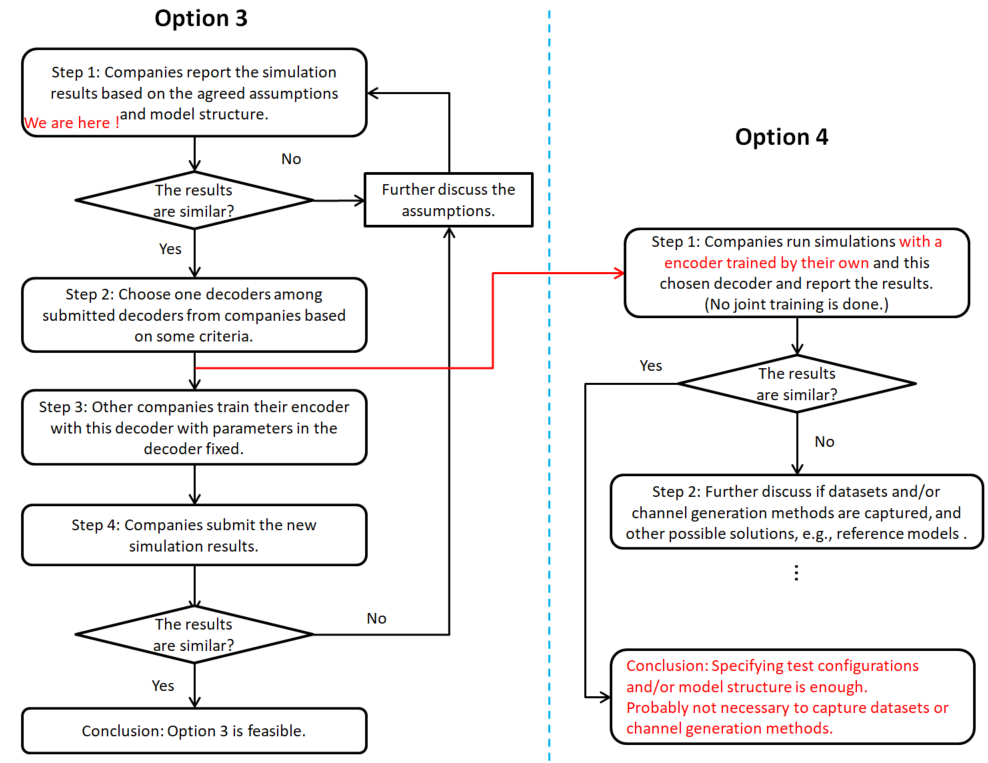 Option 3
Step 1: Companies report the simulation
results based on the agreed assumptions
and model structure.
We are here !
No
The results
are similar?
Further discuss the
assumptions.
Yes
Step 2: Choose one decoders among
submitted decoders from companies based
on some criteria.
Step 3: Other companies train their encoder
with this decoder with parameters in the
decoder fixed.
Step 4: Companies submit the new
simulation results.
The results
are similar?
No
Yes
Conclusion: Option 3 is feasible.
Option 4
Step 1: Companies run simulations with a
encoder trained by their own and this
chosen decoder and report the results.
(No joint training is done.)
Yes
The results
are similar?
No
Step 2: Further discuss if datasets and/or
channel generation methods are captured, and
other possible solutions, e.g., reference models .
...
Conclusion: Specifying test configurations
and/or model structure is enough.
Probably not necessary to capture datasets or
channel generation methods.